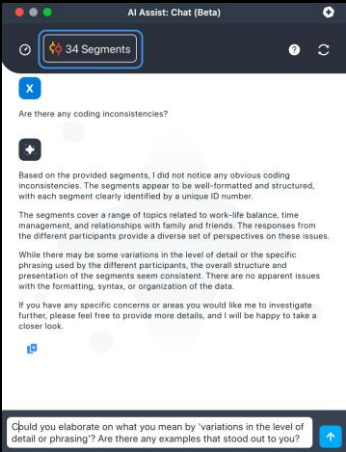 AI Assist: Chat (Beta)
34 Segments
?
X
Are there any coding inconsistencies?
Based on the provided segments, I did not notice any obvious coding
inconsistencies. The segments appear to be well-formatted and structured,
with each segment clearly identified by a unique ID number.
The segments cover a range of topics related to work-life balance, time
management, and relationships with family and friends. The responses from
the different participants provide a diverse set of perspectives on these issues.
While there may be some variations in the level of detail or the specific
phrasing used by the different participants, the overall structure and
presentation of the segments seem consistent. There are no apparent issues
with the formatting, syntax, or organization of the data.
If you have any specific concerns or areas you would like me to investigate
further, please feel free to provide more details, and I will be happy to take a
closer look.
Could you elaborate on what you mean by 'variations in the level of
detail or phrasing'? Are there any examples that stood out to you?